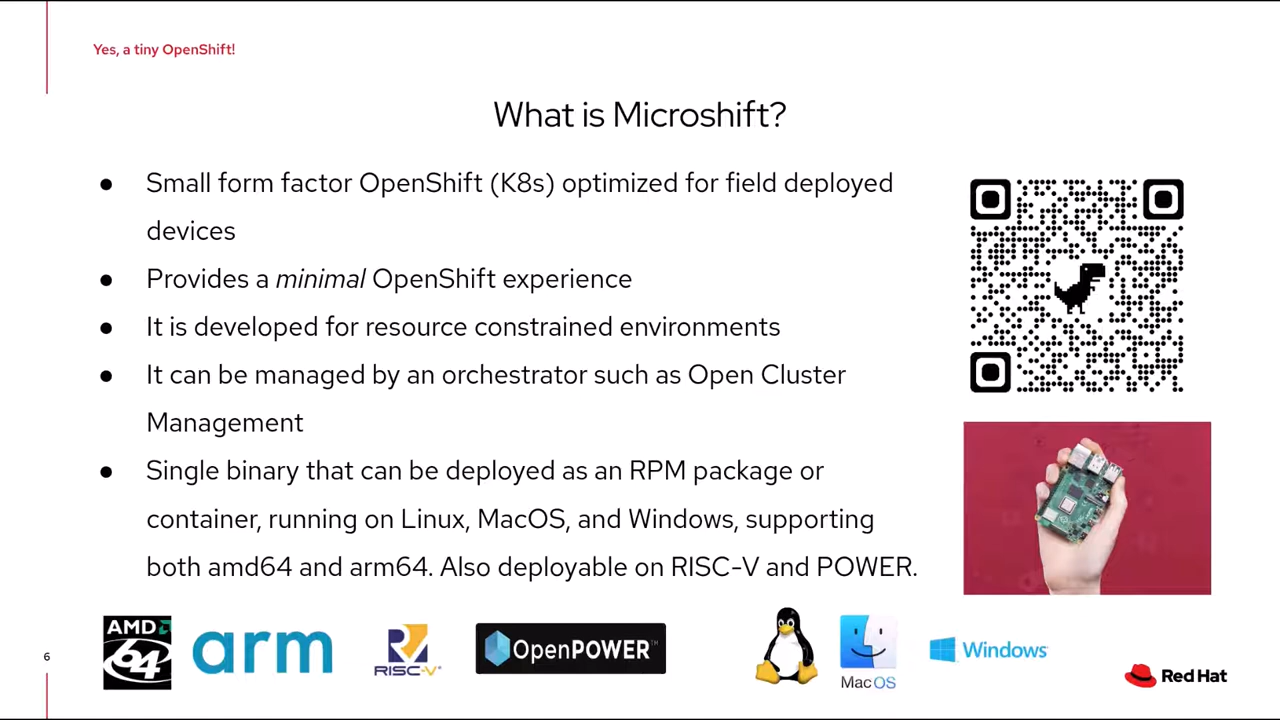 Yes, a tiny OpenShift!
What is Microshift?
● Small form factor OpenShift (K8s) optimized for field deployed
devices
● Provides a minimal OpenShift experience
● It is developed for resource constrained environments
● It can be managed by an orchestrator such as Open Cluster
Management
● Single binary that can be deployed as an RPM package or
container, running on Linux, MacOS, and Windows, supporting
both amd64 and arm64. Also deployable on RISC-V and POWER.
AMD
64
arm
RISC-V®
OpenPOWER™
MacOS
Windows
6
Red Hat